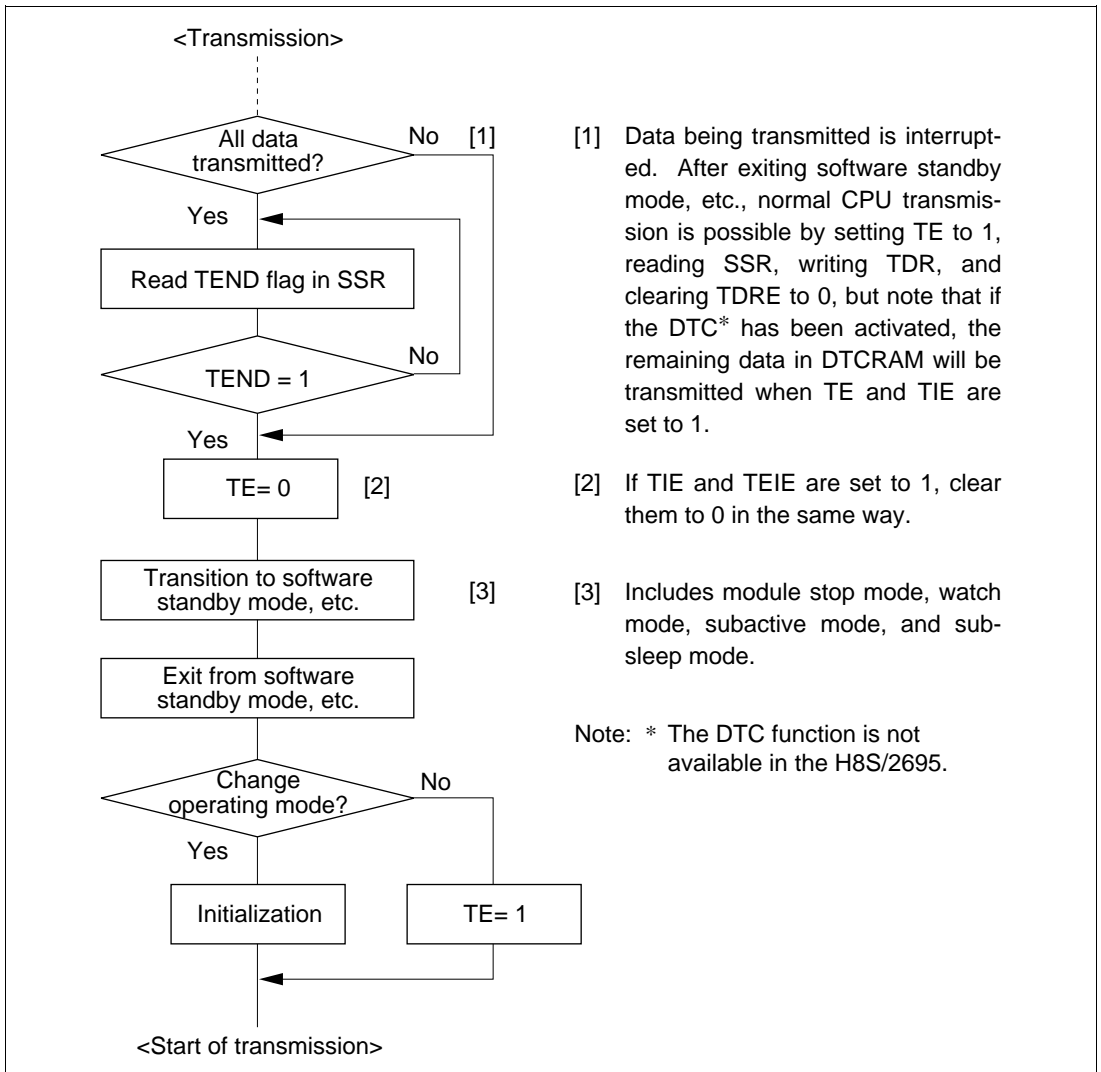 <Transmission>
All data
transmitted?
No [1]
Yes
Read TEND flag in SSR
TEND = 1
No
Yes
TE= 0
[2]
Transition to software
standby mode, etc.
[3]
Exit from software
standby mode, etc.
Change
operating mode?
No
Yes
Initialization
TE= 1
<Start of transmission>
[1] Data being transmitted is interrupt-
ed. After exiting software standby
mode, etc., normal CPU transmis-
sion is possible by setting TE to 1,
reading SSR, writing TDR, and
clearing TDRE to 0, but note that if
the DTC* has been activated, the
remaining data in DTCRAM will be
transmitted when TE and TIE are
set to 1.
[2] If TIE and TEIE are set to 1, clear
them to 0 in the same way.
[3] Includes module stop mode, watch
mode, subactive mode, and sub-
sleep mode.
Note: * The DTC function is not
available in the H8S/2695.